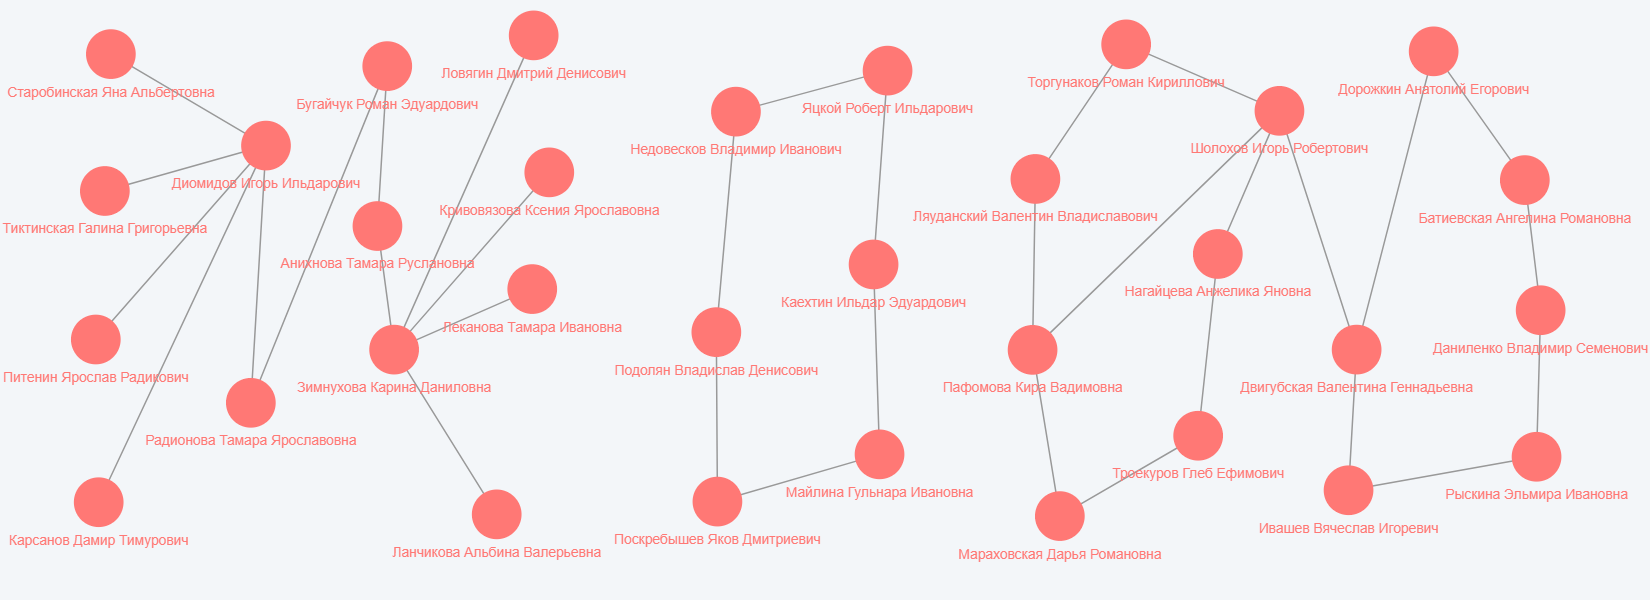 Старобинская Яна Альбертовна
Бугайчук Роман Эдуардович
Ловягин Дмитрий Денисович
Диомидов Игорь Ильдарович
Тиктинская Галина Григорьевна
Кривовязова Ксения Ярославовна
Анихнова Тамара Руслановна
Леканова Тамара Ивановна
Питенин Ярослав Радикович
Зимнухова Карина Даниловна
Радионова Тамара Ярославовна
Карсанов Дамир Тимурович
Ланчикова Альбина Валерьевна
Яцкой Роберт Ильдарович
Недовесков Владимир Иванович
Каехтин Ильдар Эдуардович
Подолян Владислав Денисович
Майлина Гульнара Ивановна
Поскребышев Яков Дмитриевич
Торгунаков Роман Кириллович
Дорожкин Анатолий Егорович
Шолохов Игорь Робертович
Ляуданский Валентин Владиславович
Батиевская Ангелина Романовна
Нагайцева Анжелика Яновна
Даниленко Владимир Семенович
Пафомова Кира Вадимовна
Двигубская Валентина Геннадьевна
Троекуров Глеб Ефимович
Рыскина Эльмира Ивановна
Ивашев Вячеслав Игоревич
Мараховская Дарья Романовна